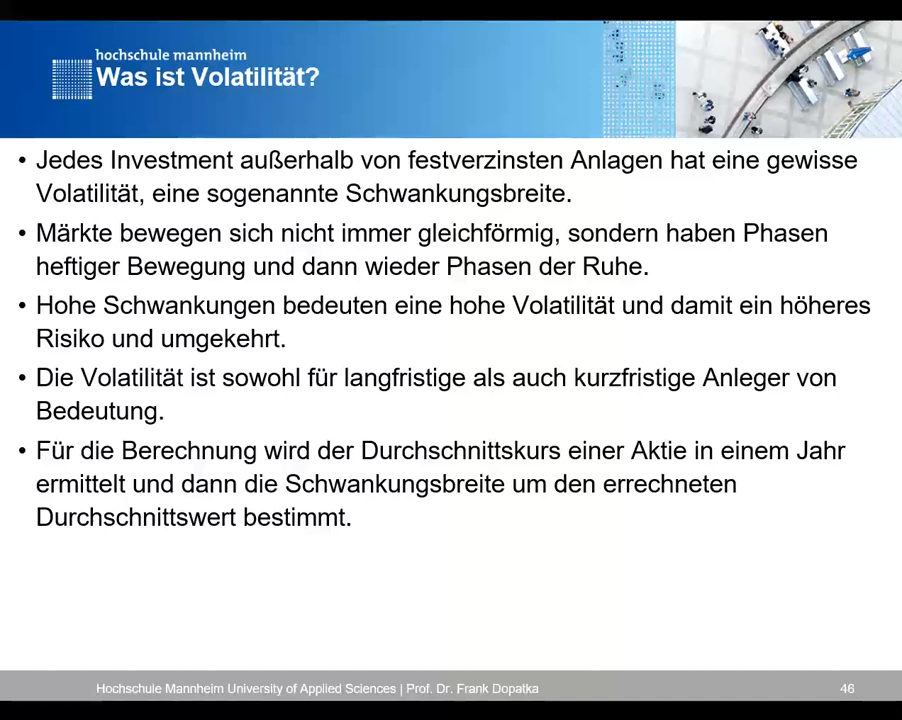 hochschule mannheim
Was ist Volatilität?
• Jedes Investment außerhalb von festverzinsten Anlagen hat eine gewisse
Volatilität, eine sogenannte Schwankungsbreite.
• Märkte bewegen sich nicht immer gleichförmig, sondern haben Phasen
heftiger Bewegung und dann wieder Phasen der Ruhe.
• Hohe Schwankungen bedeuten eine hohe Volatilität und damit ein höheres
Risiko und umgekehrt.
• Die Volatilität ist sowohl für langfristige als auch kurzfristige Anleger von
Bedeutung.
• Für die Berechnung wird der Durchschnittskurs einer Aktie in einem Jahr
ermittelt und dann die Schwankungsbreite um den errechneten
Durchschnittswert bestimmt.
Hochschule Mannheim University of Applied Sciences | Prof. Dr. Frank Dopatka
46